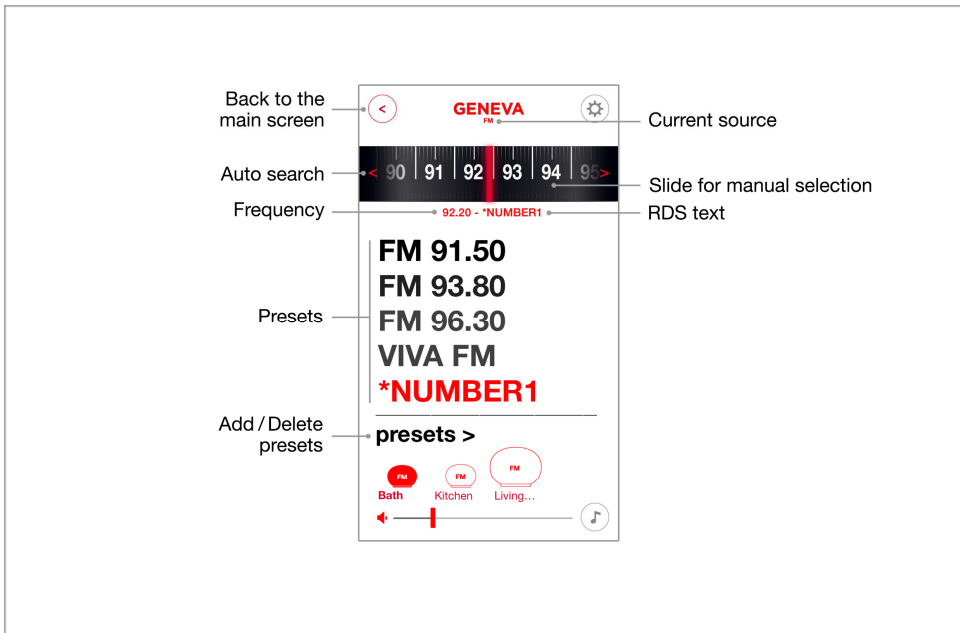 Back to the
main screen
<
GENEVA
FM
Current source
Auto search
< 90 91 92 93 94 95 >
Slide for manual selection
Frequency
92.20 - *NUMBER1
RDS text
Presets
FM 91.50
FM 93.80
FM 96.30
VIVA FM
*NUMBER1
Add / Delete
presets
presets >
FM
FM
FM
Bath
Kitchen
Living...